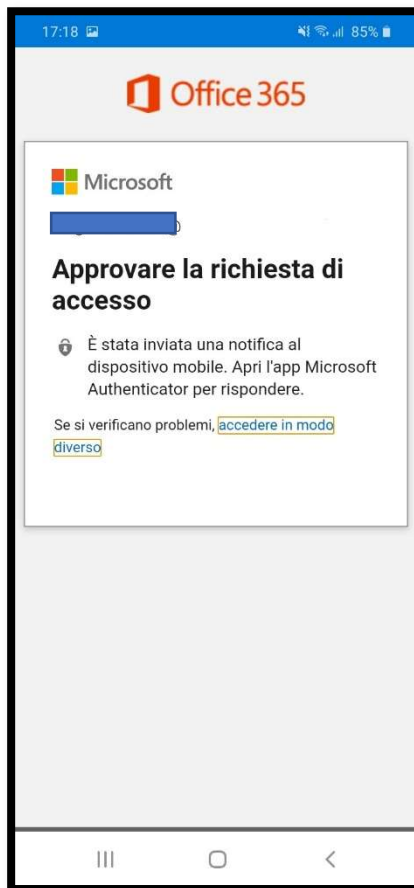 17:18 85%
Office 365
Microsoft
Approvare la richiesta di
accesso
È stata inviata una notifica al
dispositivo mobile. Apri l'app Microsoft
Authenticator per rispondere.
Se si verificano problemi, accedere in modo
diverso